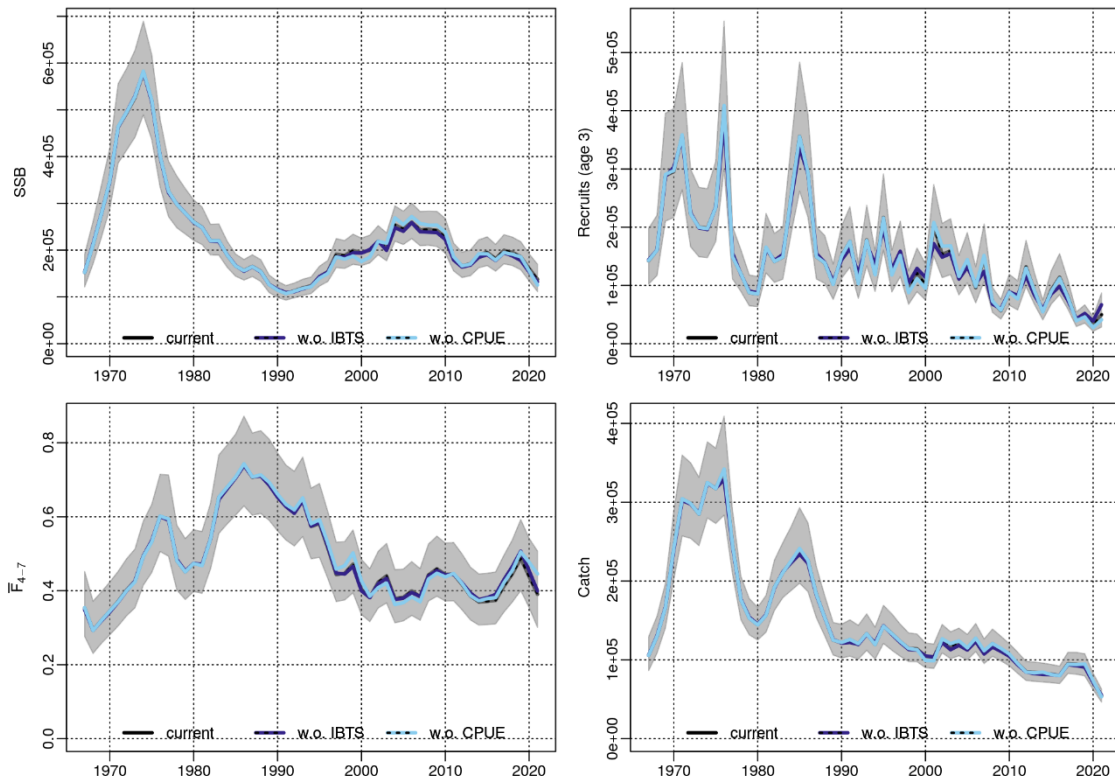 SSB
0e+00 2e+05 4e+05 6e+05
current w.o. IBTS w.o. CPUE
1970 1980 1990 2000 2010 2020
Recruits (age 3)
0e+00 1e+05 2e+05 3e+05 4e+05 5e+05
current w.o. IBTS w.o. CPUE
1970 1980 1990 2000 2010 2020
F̅4−7
0.0 0.2 0.4 0.6 0.8
current w.o. IBTS w.o. CPUE
1970 1980 1990 2000 2010 2020
Catch
0e+00 1e+05 2e+05 3e+05 4e+05
current w.o. IBTS w.o. CPUE
1970 1980 1990 2000 2010 2020